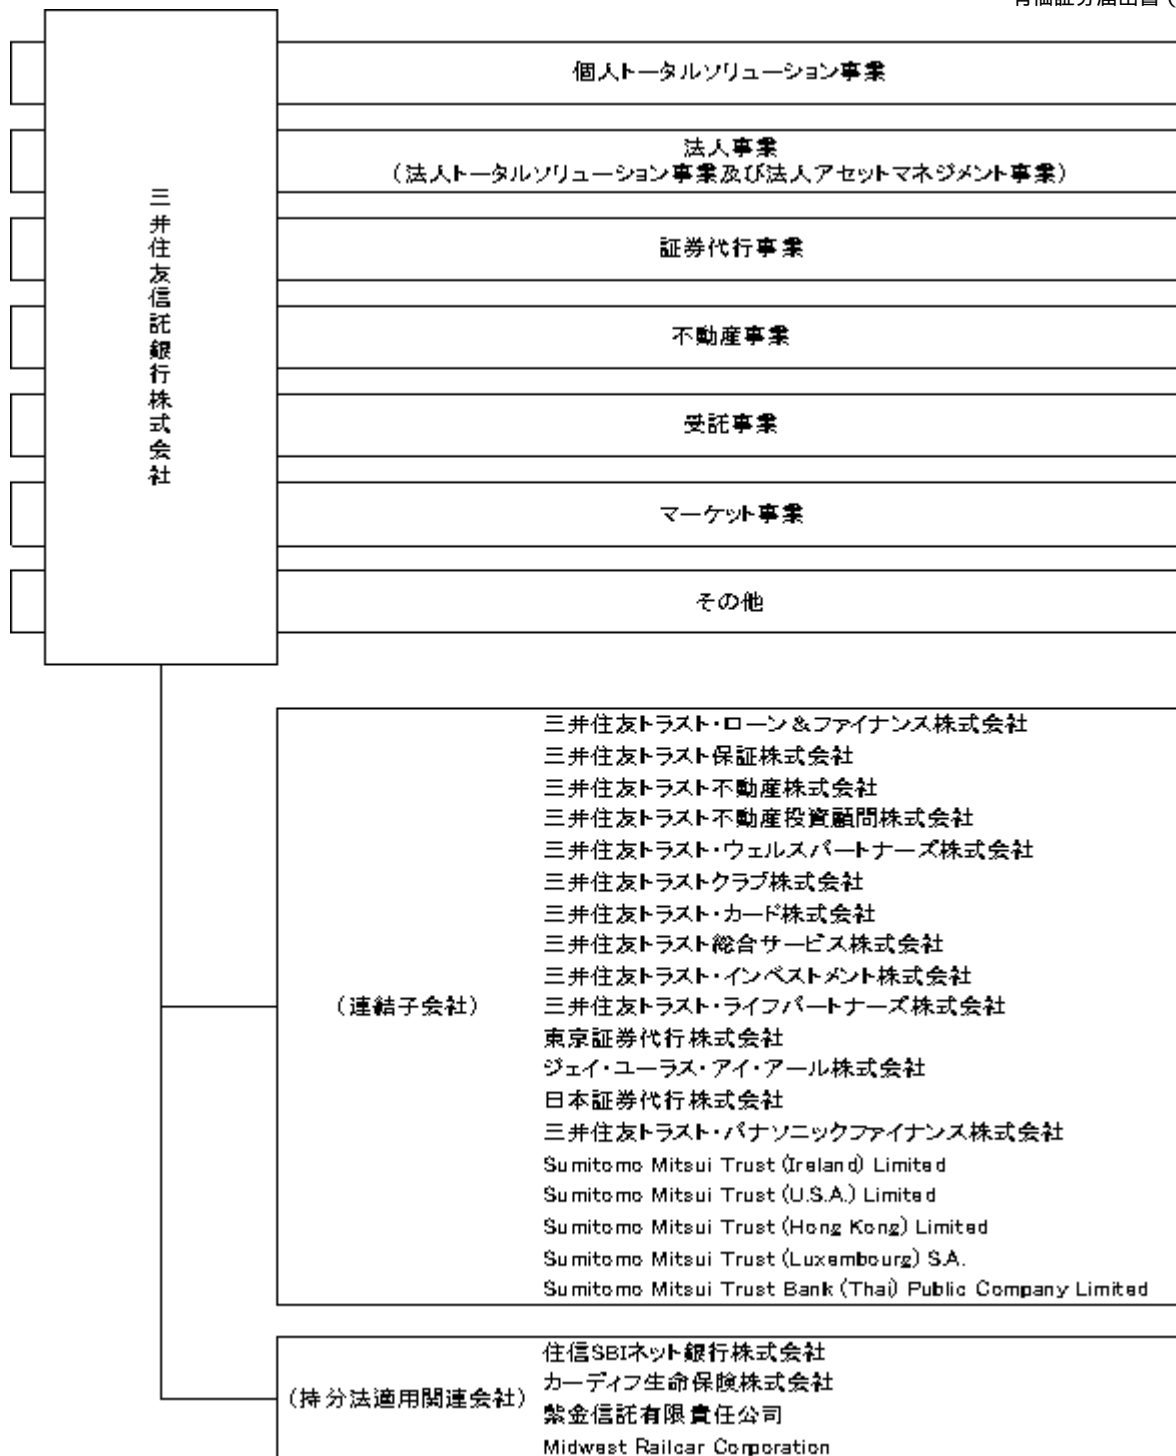 有価証券届出書(
三井住友信託銀行株式会社
個人トータルソリューション事業
法人事業
(法人トータルソリューション事業及び法人アセットマネジメント事業)
証券代行事業
不動産事業
受託事業
マーケット事業
その他
(連結子会社)
三井住友トラスト・ローン&ファイナンス株式会社
三井住友トラスト保証株式会社
三井住友トラスト不動産株式会社
三井住友トラスト不動産投資顧問株式会社
三井住友トラスト・ウェルスパートナーズ株式会社
三井住友トラストクラブ株式会社
三井住友トラスト・カード株式会社
三井住友トラスト総合サービス株式会社
三井住友トラスト・インベストメント株式会社
三井住友トラスト・ライフパートナーズ株式会社
東京証券代行株式会社
ジェイ・ユーラス・アイ・アール株式会社
日本証券代行株式会社
三井住友トラスト・パナソニックファイナンス株式会社
Sumitomo Mitsui Trust (Ireland) Limited
Sumitomo Mitsui Trust (U.S.A.) Limited
Sumitomo Mitsui Trust (Hong Kong) Limited
Sumitomo Mitsui Trust (Luxembourg) S.A.
Sumitomo Mitsui Trust Bank (Thai) Public Company Limited
(持分法適用関連会社)
住信SBIネット銀行株式会社
カーディフ生命保険株式会社
紫金信託有限責任公司
Midwest Railcar Corporation